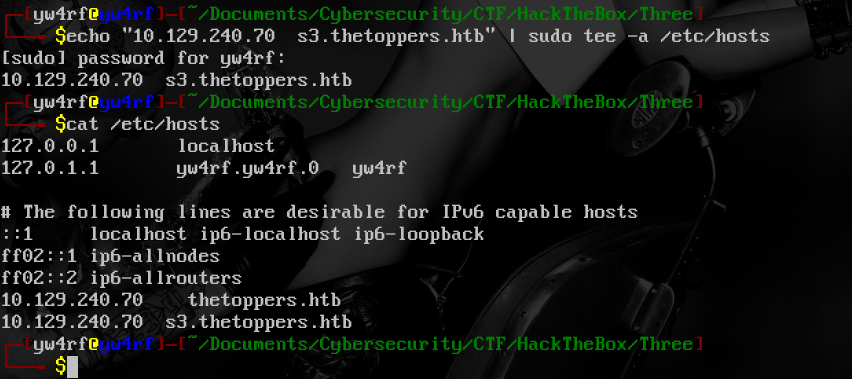 ┌─[yw4rf@yw4rf]─[~/Documents/Cybersecurity/CTF/HackTheBox/Three]
└──╼ $echo "10.129.240.70  s3.thetoppers.htb" | sudo tee -a /etc/hosts
[sudo] password for yw4rf:
10.129.240.70  s3.thetoppers.htb
┌─[yw4rf@yw4rf]─[~/Documents/Cybersecurity/CTF/HackTheBox/Three]
└──╼ $cat /etc/hosts
127.0.0.1       localhost
127.0.1.1       yw4rf.yw4rf.0   yw4rf
# The following lines are desirable for IPv6 capable hosts
::1     localhost ip6-localhost ip6-loopback
ff02::1 ip6-allnodes
ff02::2 ip6-allrouters
10.129.240.70    thetoppers.htb
10.129.240.70  s3.thetoppers.htb
┌─[yw4rf@yw4rf]─[~/Documents/Cybersecurity/CTF/HackTheBox/Three]
└──╼ $